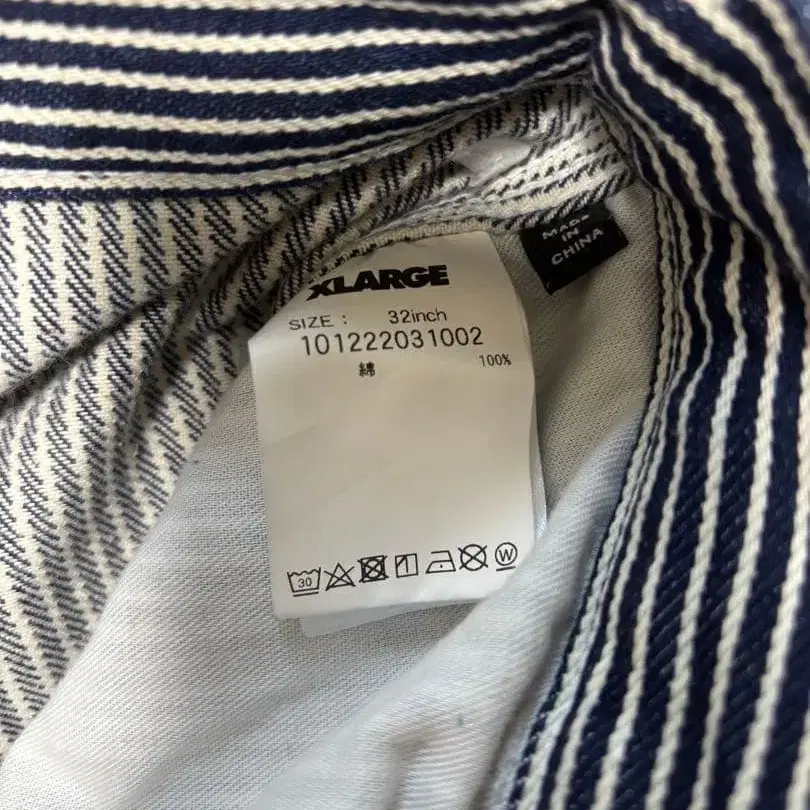 MADE
IN
CHINA
XLARGE
SIZE : 32inch
101222031002
綿 100%
30
W